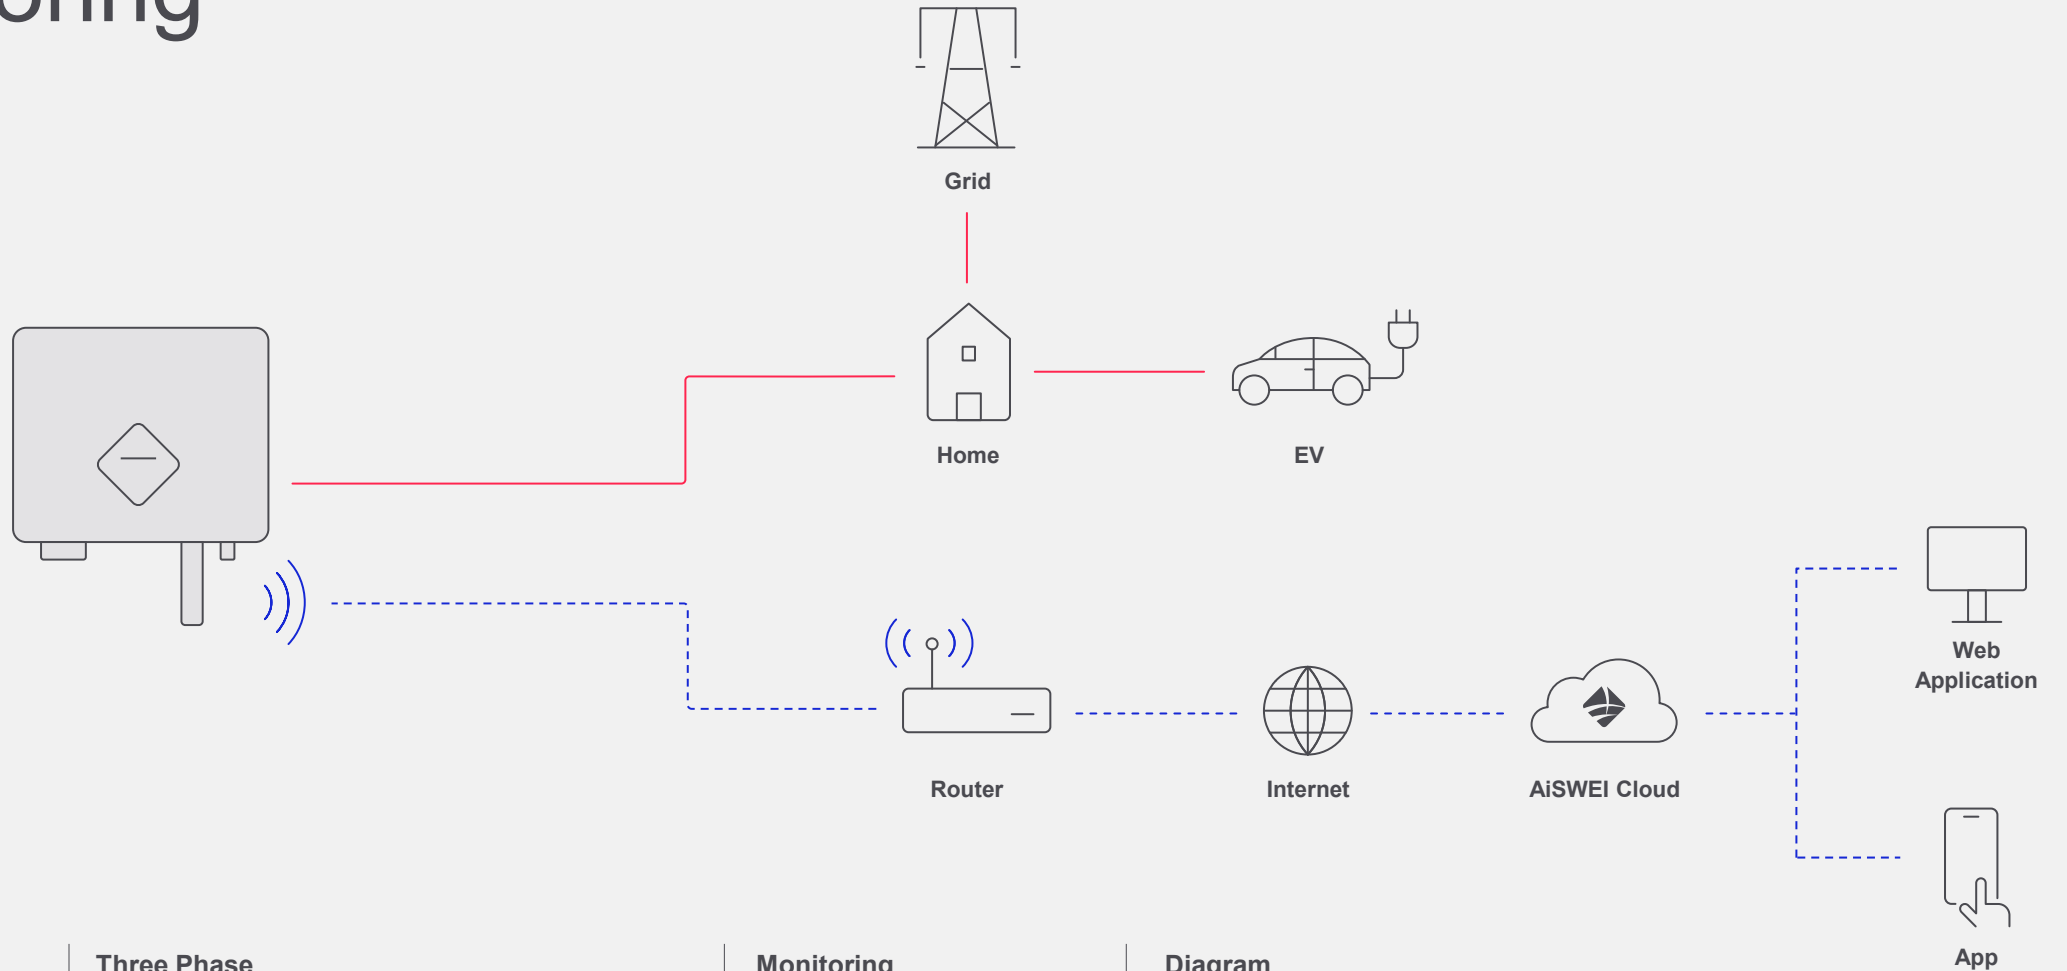 Grid
Home
EV
Web
Application
Router
Internet
AiSWEI Cloud
App
Three Phase
Monitoring
Diagram